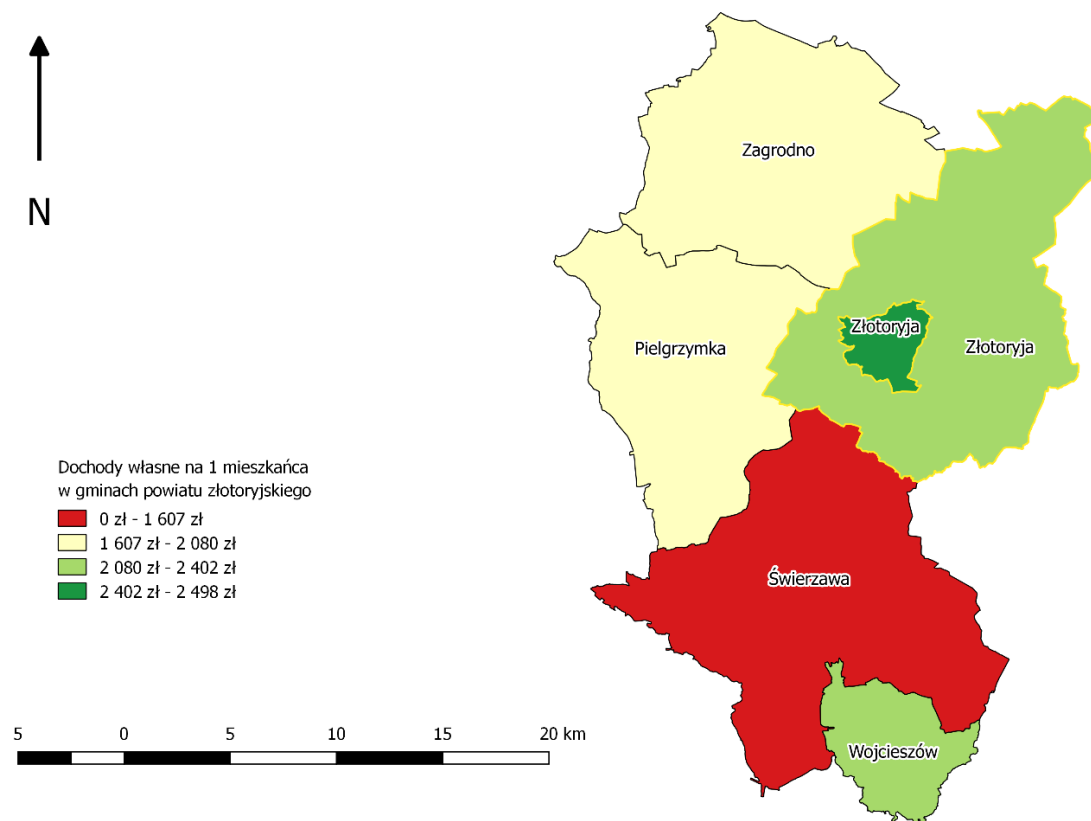 N
Zagrodno
Złotoryja
Pielgrzymka
Złotoryja
Dochody własne na 1 mieszkańca
w gminach powiatu złotoryjskiego
0 zł - 1 607 zł
1 607 zł - 2 080 zł
2 080 zł - 2 402 zł
2 402 zł - 2 498 zł
Świerzawa
5 0 5 10 15 20 km
Wojcieszów